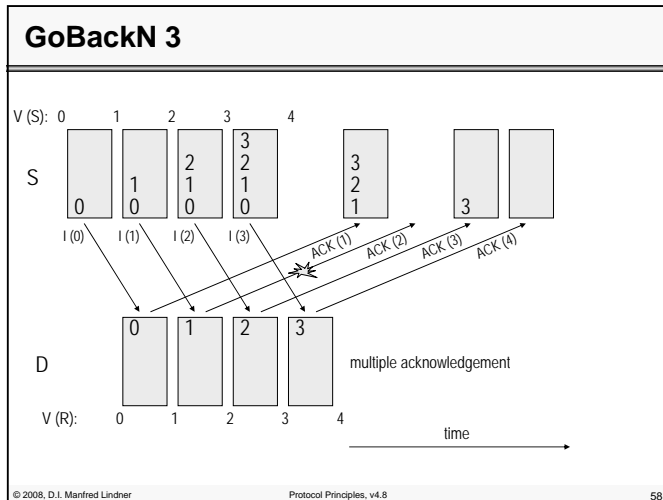 GoBackN 3
V (S): 0 1 2 3 4
S
0
1
0
2
1
0
3
2
1
0
3
2
1
3
I (0) I (1) I (2) I (3)
ACK (1) ACK (2) ACK (3) ACK (4)
D
0 1 2 3
multiple acknowledgement
V (R): 0 1 2 3 4
time
© 2008, D.I. Manfred Lindner Protocol Principles, v4.8 58